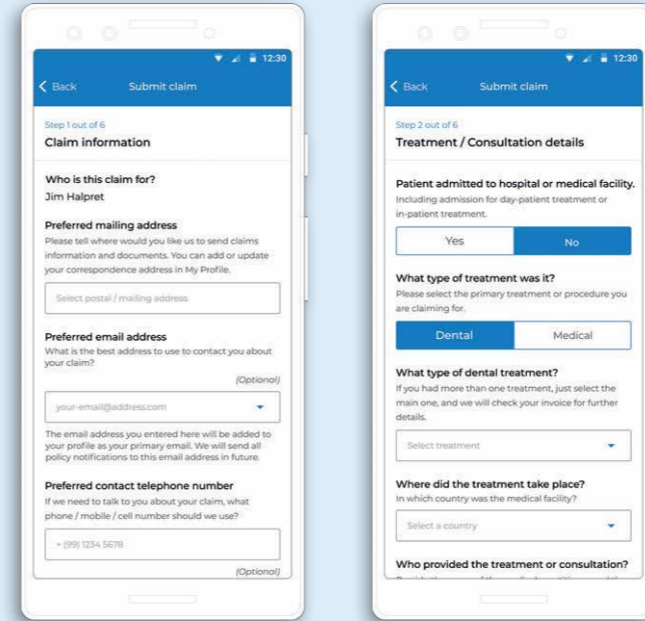 12:30
Back
Submit claim
Step 1 out of 6
Claim information
Who is this claim for?
Jim Halpret
Preferred mailing address
Please tell where would you like us to send claims
information and documents. You can add or update
your correspondence address in My Profile.
Select postal / mailing address
Preferred email address
What is the best address to use to contact you about
your claim?
(Optional)
your-email@address.com
The email address you entered here will be added to
your profile as your primary email. We will send all
policy notifications to this email address in future.
Preferred contact telephone number
If we need to talk to you about your claim, what
phone / mobile / cell number should we use?
+ (99) 1234 5678
(Optional)
12:30
Back
Submit claim
Step 2 out of 6
Treatment / Consultation details
Patient admitted to hospital or medical facility.
Including admission for day-patient treatment or
in-patient treatment.
Yes
No
What type of treatment was it?
Please select the primary treatment or procedure you
are claiming for.
Dental
Medical
What type of dental treatment?
If you had more than one treatment, just select the
main one, and we will check your invoice for further
details.
Select treatment
Where did the treatment take place?
In which country was the medical facility?
Select a country
Who provided the treatment or consultation?